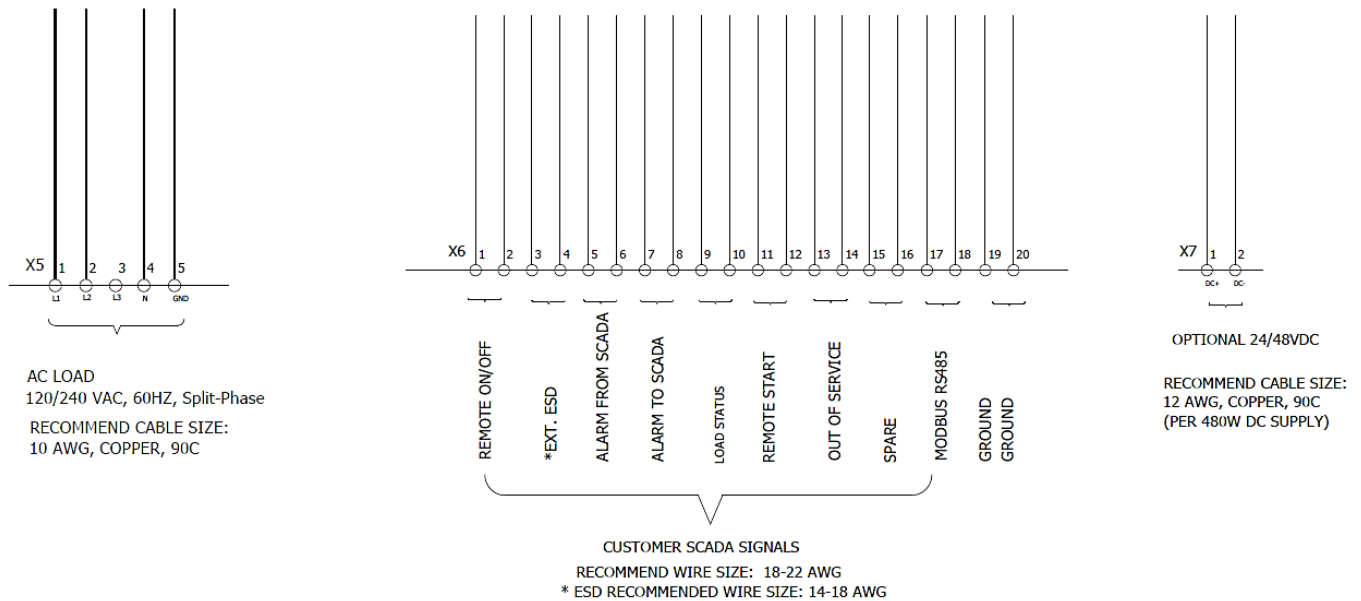 X5 1 2 3 4 5
L1 L2 L3 N GND
AC LOAD
120/240 VAC, 60HZ, Split-Phase
RECOMMEND CABLE SIZE:
10 AWG, COPPER, 90C
X6 1 2 3 4 5 6 7 8 9 10 11 12 13 14 15 16 17 18 19 20
REMOTE ON/OFF
*EXT. ESD
ALARM FROM SCADA
ALARM TO SCADA
LOAD STATUS
REMOTE START
OUT OF SERVICE
SPARE
MODBUS RS485
GROUND
GROUND
CUSTOMER SCADA SIGNALS
RECOMMEND WIRE SIZE: 18-22 AWG
* ESD RECOMMENDED WIRE SIZE: 14-18 AWG
X7 1 2
DC+ DC-
OPTIONAL 24/48VDC
RECOMMEND CABLE SIZE:
12 AWG, COPPER, 90C
(PER 480W DC SUPPLY)